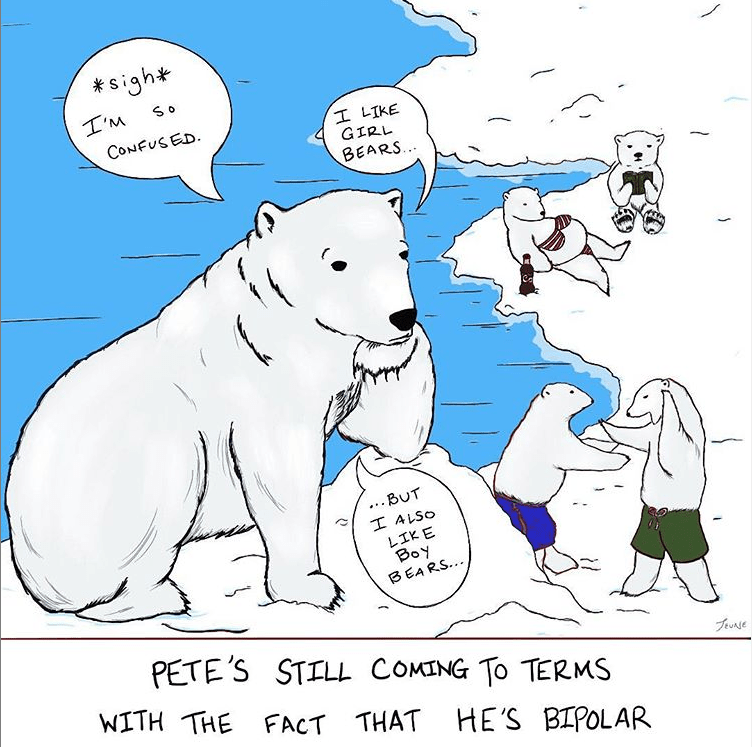 *sigh*
I'M SO
CONFUSED.
I LIKE
GIRL
BEARS...
...BUT
I ALSO
LIKE
BOY
BEARS...
PETE'S STILL COMING TO TERMS
WITH THE FACT THAT HE'S BIPOLAR